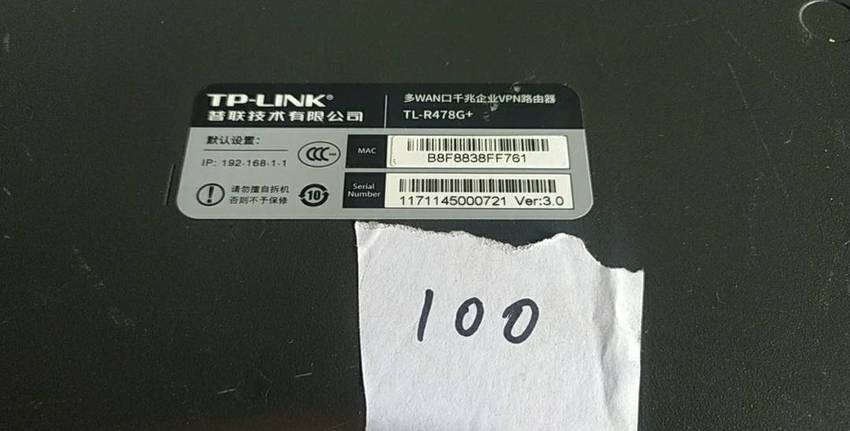 TP-LINK®
普联技术有限公司
多WAN口千兆企业VPN路由器
TL-R478G+
默认设置:
IP: 192-168-1-1
CCC
MAC
B8F8838FF761
请勿擅自拆机
否则不予保修
10
Serial
Number
1171145000721 Ver:3.0
100